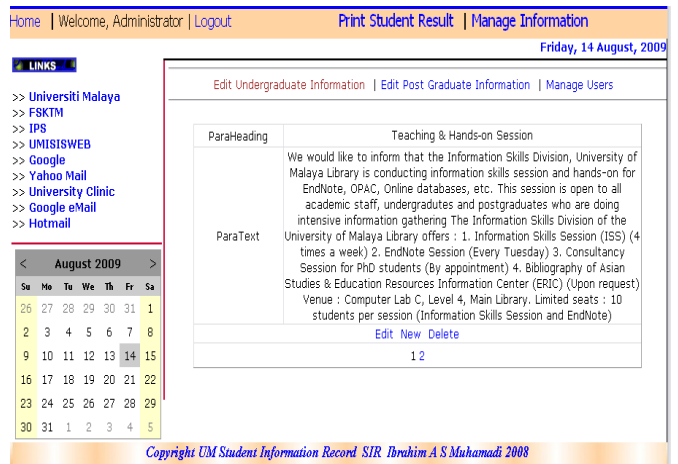 Home | Welcome, Administrator | Logout Print Student Result | Manage Information
Friday, 14 August, 2009
LINKS
>> Universiti Malaya
>> FSKTM
>> IPS
>> UMISISWEB
>> Google
>> Yahoo Mail
>> University Clinic
>> Google eMail
>> Hotmail
< August 2009 >
Su Mo Tu We Th Fr Sa
26 27 28 29 30 31 1
2 3 4 5 6 7 8
9 10 11 12 13 14 15
16 17 18 19 20 21 22
23 24 25 26 27 28 29
30 31 1 2 3 4 5
Edit Undergraduate Information | Edit Post Graduate Information | Manage Users
ParaHeading Teaching & Hands-on Session
ParaText
We would like to inform that the Information Skills Division, University of
Malaya Library is conducting information skills session and hands-on for
EndNote, OPAC, Online databases, etc. This session is open to all
academic staff, undergradutes and postgraduates who are doing
intensive information gathering The Information Skills Division of the
University of Malaya Library offers : 1. Information Skills Session (ISS) (4
times a week) 2. EndNote Session (Every Tuesday) 3. Consultancy
Session for PhD students (By appointment) 4. Bibliography of Asian
Studies & Education Resources Information Center (ERIC) (Upon request)
Venue : Computer Lab C, Level 4, Main Library. Limited seats : 10
students per session (Information Skills Session and EndNote)
Edit New Delete
1 2
Copyright UM Student Information Record SIR Ibrahim A S Muhamadi 2008